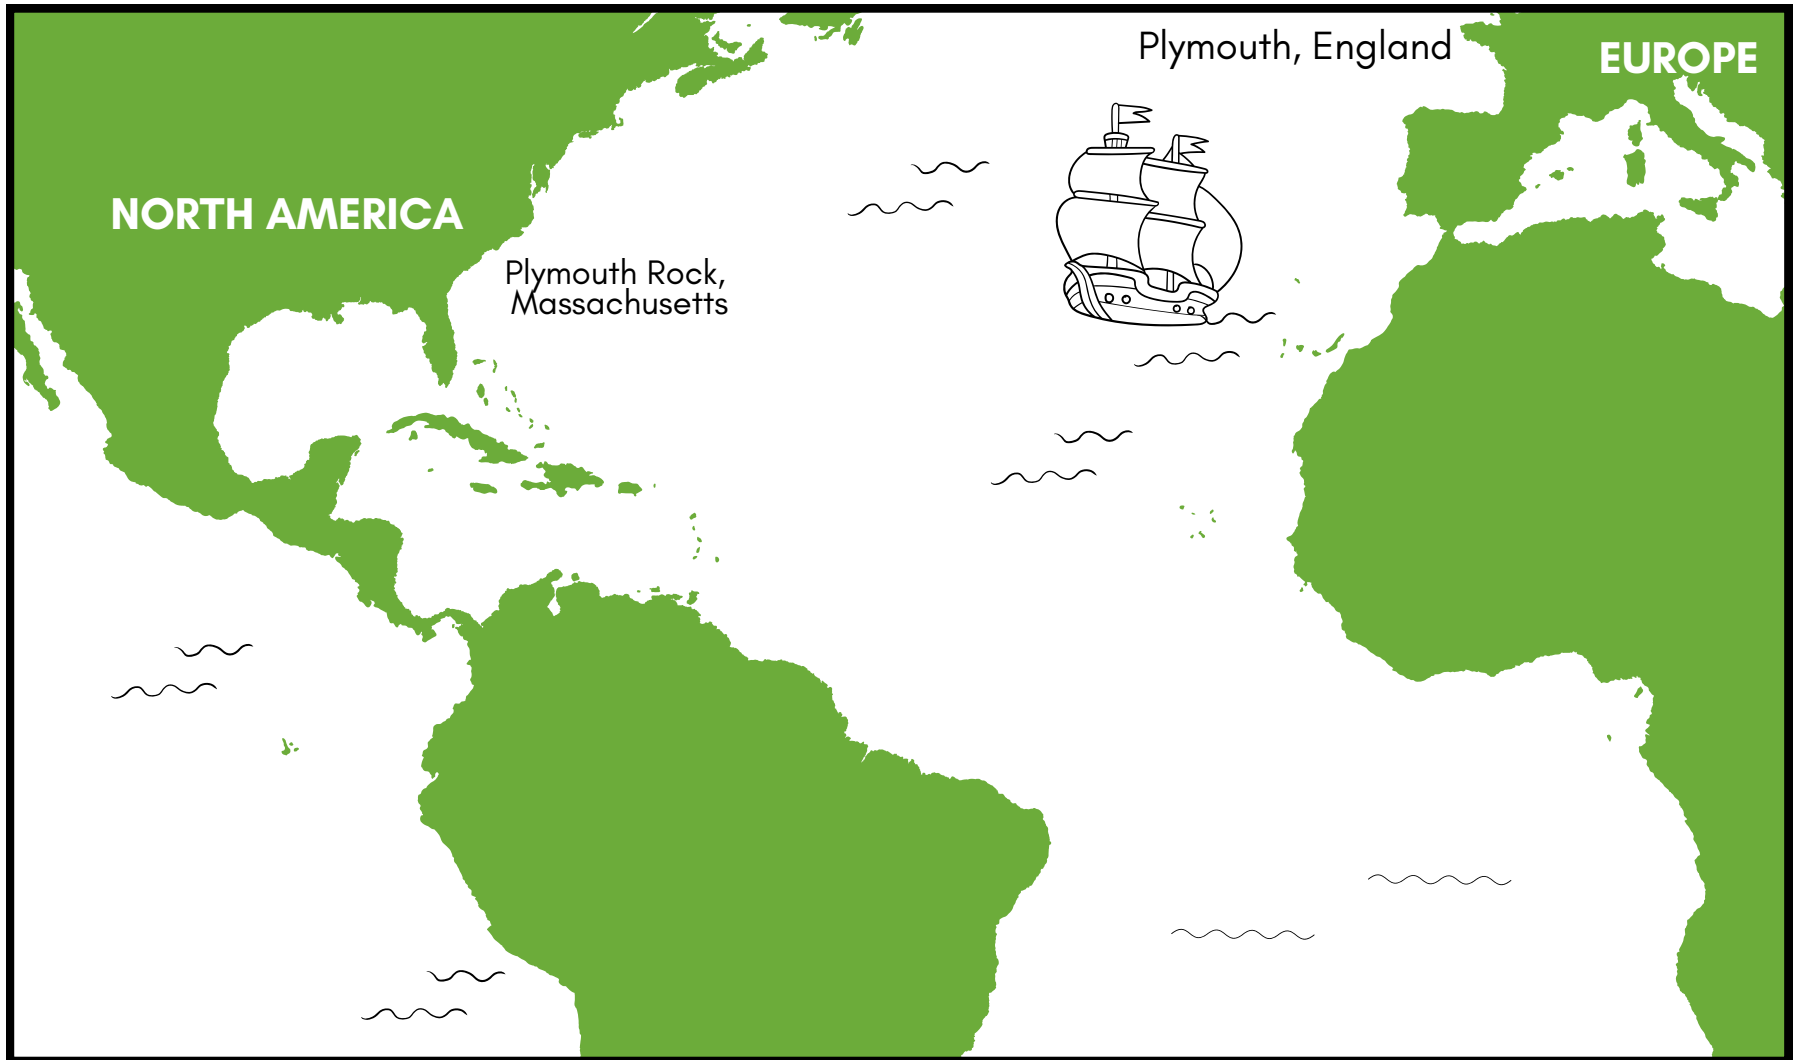 Plymouth, England
EUROPE
NORTH AMERICA
Plymouth Rock,
Massachusetts